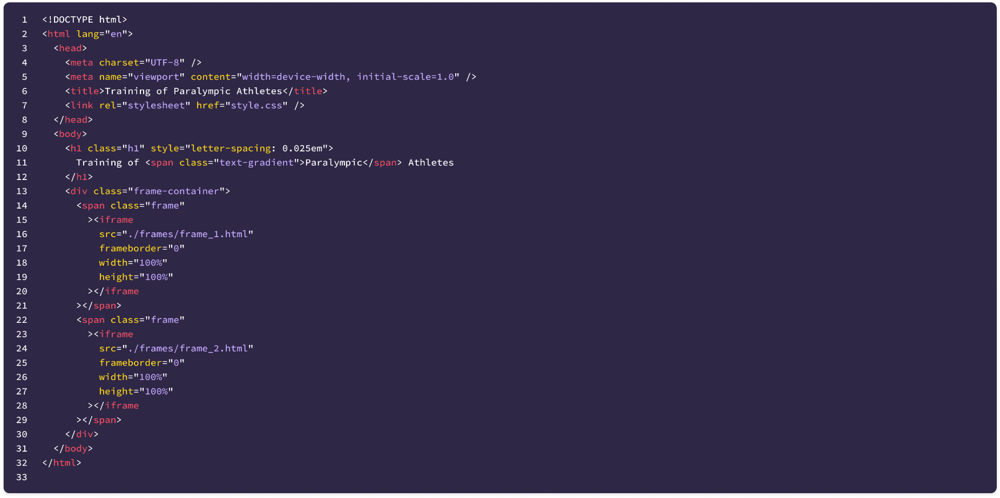 1 <!DOCTYPE html>
2 <html lang="en">
3   <head>
4     <meta charset="UTF-8" />
5     <meta name="viewport" content="width=device-width, initial-scale=1.0" />
6     <title>Training of Paralympic Athletes</title>
7     <link rel="stylesheet" href="style.css" />
8   </head>
9   <body>
10     <h1 class="h1" style="letter-spacing: 0.025em">
11       Training of <span class="text-gradient">Paralympic</span> Athletes
12     </h1>
13     <div class="frame-container">
14       <span class="frame"
15         ><iframe
16           src="./frames/frame_1.html"
17           frameborder="0"
18           width="100%"
19           height="100%"
20         ></iframe
21       ></span>
22       <span class="frame"
23         ><iframe
24           src="./frames/frame_2.html"
25           frameborder="0"
26           width="100%"
27           height="100%"
28         ></iframe
29       ></span>
30     </div>
31   </body>
32 </html>
33